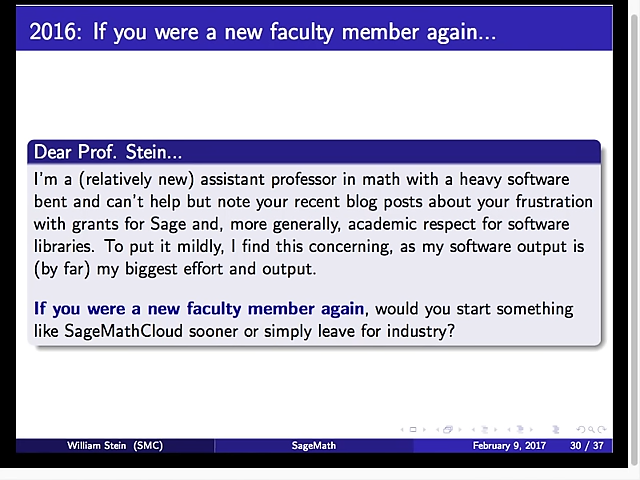 2016: If you were a new faculty member again...
Dear Prof. Stein...
I'm a (relatively new) assistant professor in math with a heavy software
bent and can't help but note your recent blog posts about your frustration
with grants for Sage and, more generally, academic respect for software
libraries. To put it mildly, I find this concerning, as my software output is
(by far) my biggest effort and output.
If you were a new faculty member again, would you start something
like SageMathCloud sooner or simply leave for industry?
William Stein (SMC) SageMath February 9, 2017 30 / 37